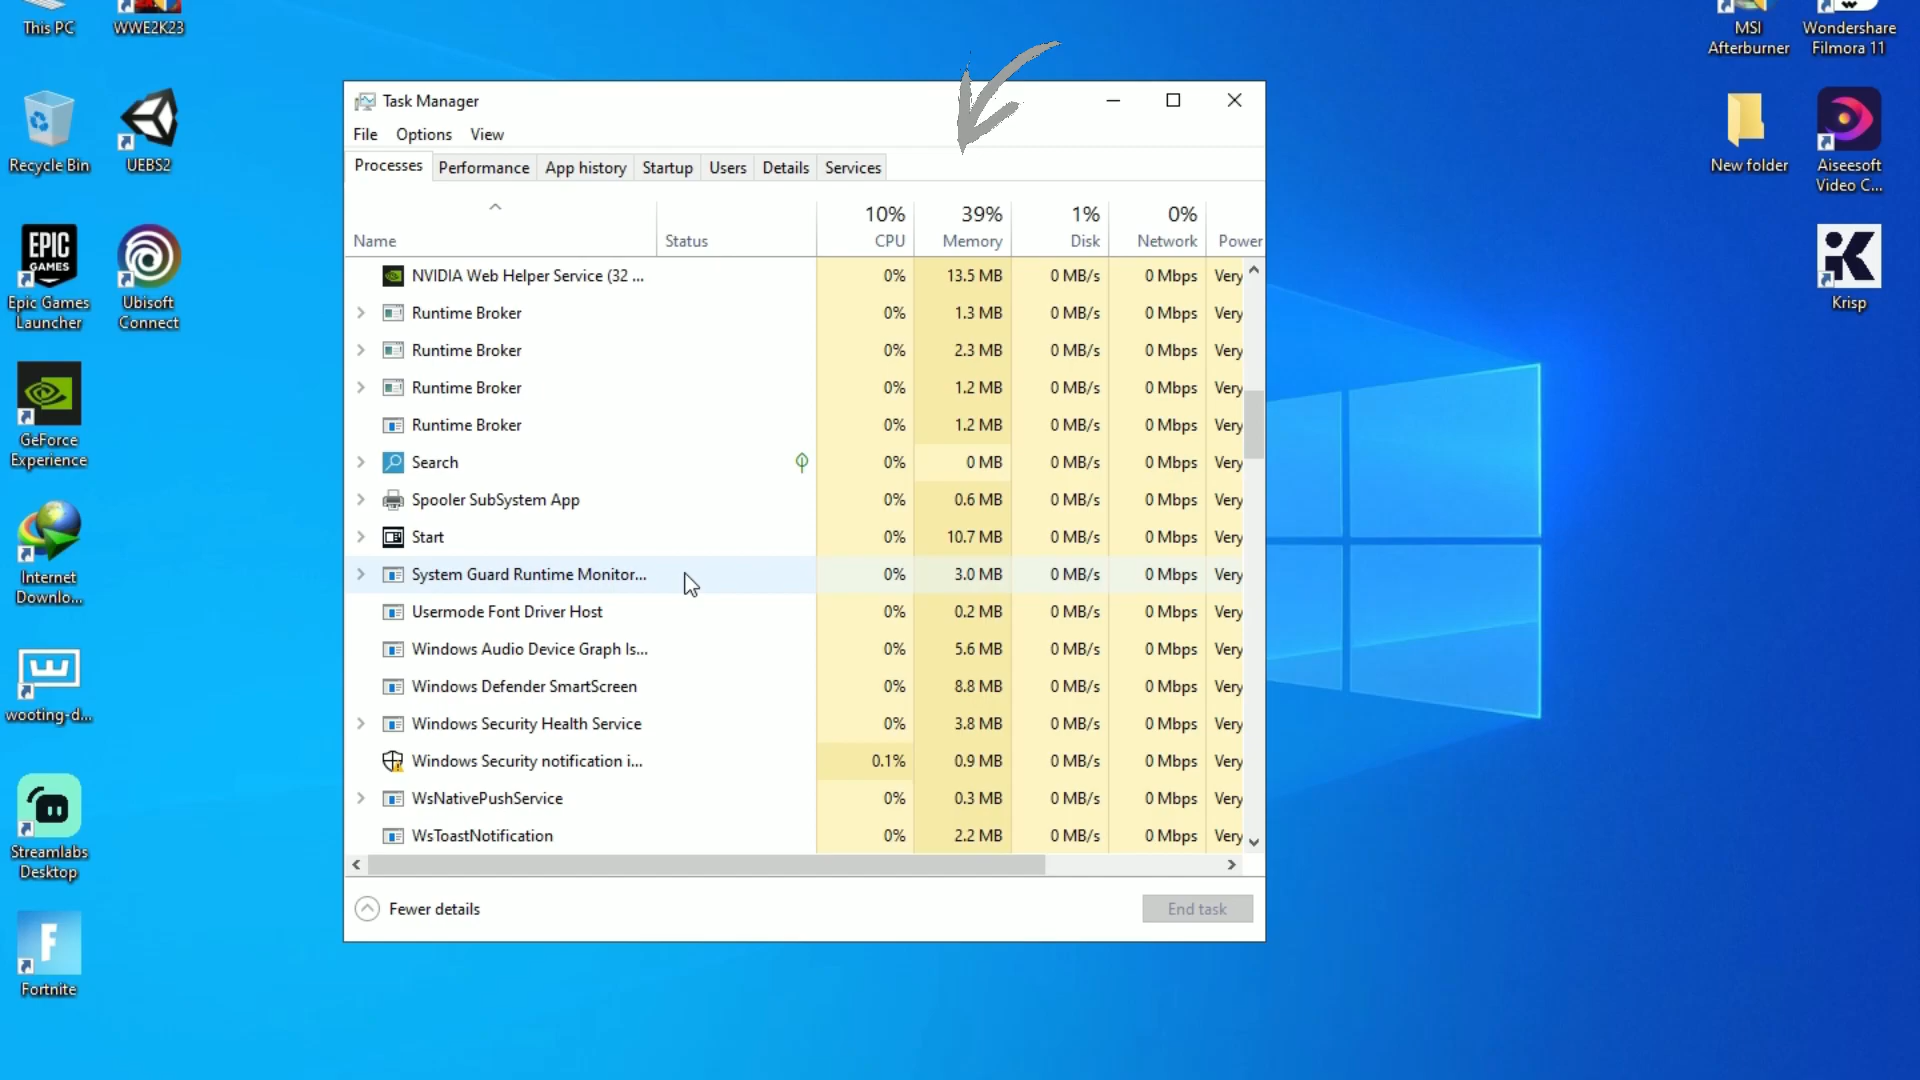 This PC
WWE2K23
MSI
Afterburner
Wondershare
Filmora 11
Recycle Bin
UEBS2
New folder
Aiseesoft
Video C...
EPIC
GAMES
Epic Games
Launcher
Ubisoft
Connect
Krisp
GeForce
Experience
Internet
Downlo...
wooting-d...
Streamlabs
Desktop
Fortnite
Task Manager
File Options View
Processes Performance App history Startup Users Details Services
10% 39% 1% 0%
Name Status CPU Memory Disk Network Power
NVIDIA Web Helper Service (32 ... 0% 13.5 MB 0 MB/s 0 Mbps Very
Runtime Broker 0% 1.3 MB 0 MB/s 0 Mbps Very
Runtime Broker 0% 2.3 MB 0 MB/s 0 Mbps Very
Runtime Broker 0% 1.2 MB 0 MB/s 0 Mbps Very
Runtime Broker 0% 1.2 MB 0 MB/s 0 Mbps Very
Search 0% 0 MB 0 MB/s 0 Mbps Very
Spooler SubSystem App 0% 0.6 MB 0 MB/s 0 Mbps Very
Start 0% 10.7 MB 0 MB/s 0 Mbps Very
System Guard Runtime Monitor... 0% 3.0 MB 0 MB/s 0 Mbps Very
Usermode Font Driver Host 0% 0.2 MB 0 MB/s 0 Mbps Very
Windows Audio Device Graph Is... 0% 5.6 MB 0 MB/s 0 Mbps Very
Windows Defender SmartScreen 0% 8.8 MB 0 MB/s 0 Mbps Very
Windows Security Health Service 0% 3.8 MB 0 MB/s 0 Mbps Very
Windows Security notification i... 0.1% 0.9 MB 0 MB/s 0 Mbps Very
WsNativePushService 0% 0.3 MB 0 MB/s 0 Mbps Very
WsToastNotification 0% 2.2 MB 0 MB/s 0 Mbps Very
Fewer details End task